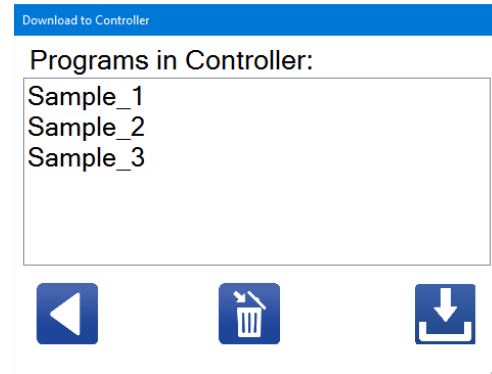 Download to Controller
Programs in Controller:
Sample_1
Sample_2
Sample_3